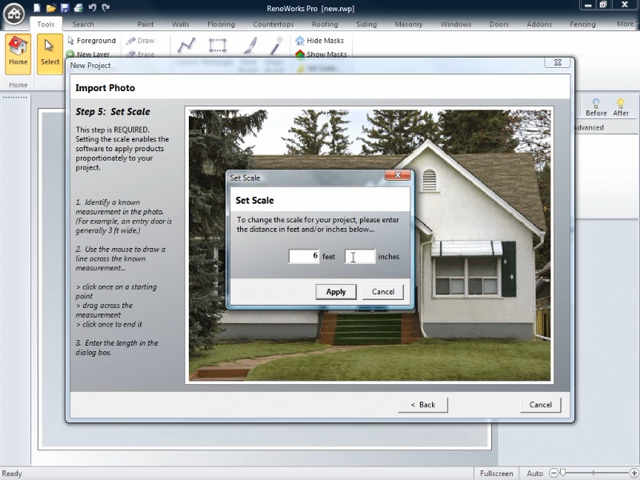 RenoWorks Pro [new.rwp]
Tools Search Paint Walls Flooring Countertops Roofing Siding Masonry Windows Doors Addons Fencing More
Home
Select
Foreground
New Layer
Draw
Erase
Hide Masks
Show Masks
Home
Before After
dvanced
New Project
Import Photo
Step 5: Set Scale
This step is REQUIRED.
Setting the scale enables the
software to apply products
proportionately to your
project.
1. Identify a known
measurement in the photo.
(For example, an entry door is
generally 3 ft wide.)
2. Use the mouse to draw a
line across the known
measurement...
> click once on a starting
point
> drag across the
measurement
> click once to end it
3. Enter the length in the
dialog box.
Set Scale
Set Scale
To change the scale for your project, please enter
the distance in feet and/or inches below...
6 feet inches
Apply Cancel
< Back Cancel
Ready Fullscreen Auto